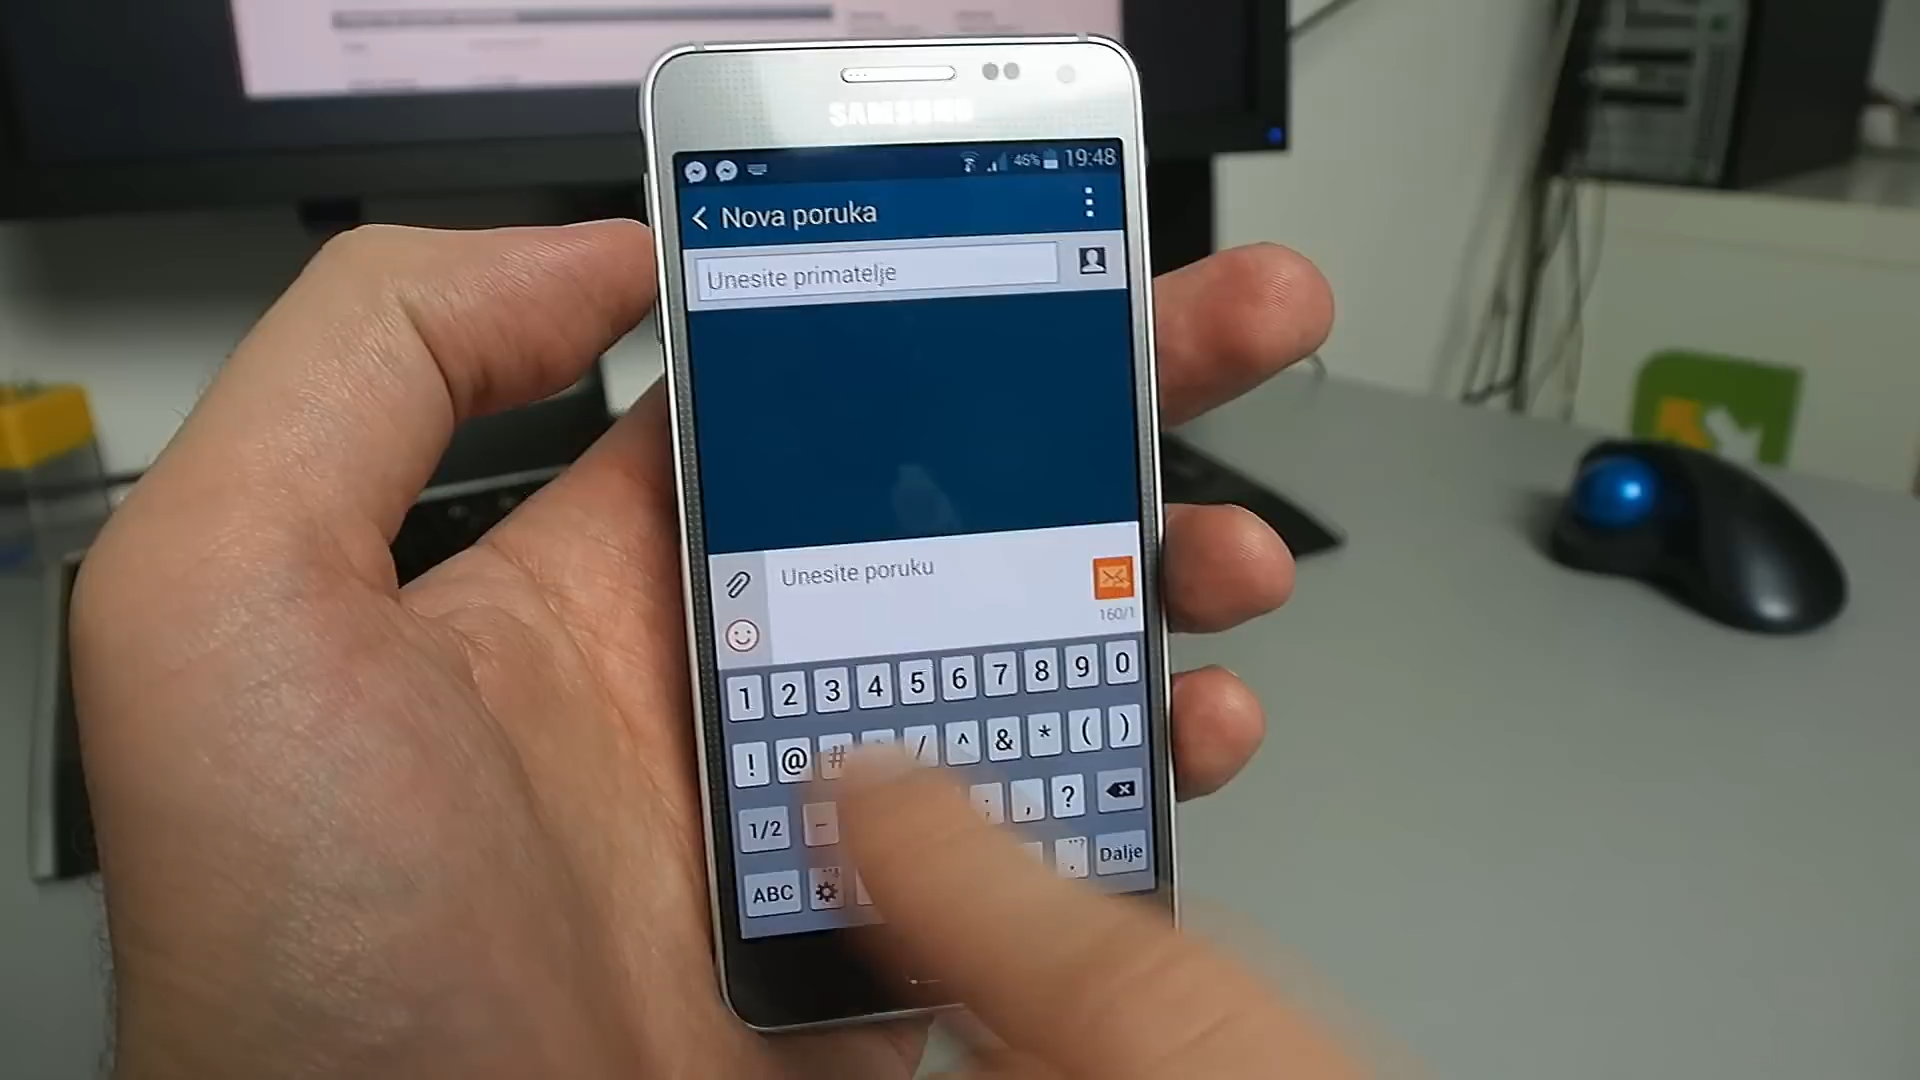 SAMSUNG
46% 19:48
Nova poruka
Unesite primatelje
Unesite poruku
160/1
1 2 3 4 5 6 7 8 9 0
! @ # / ^ & * ( )
1/2 - ; , ?
ABC . Dalje